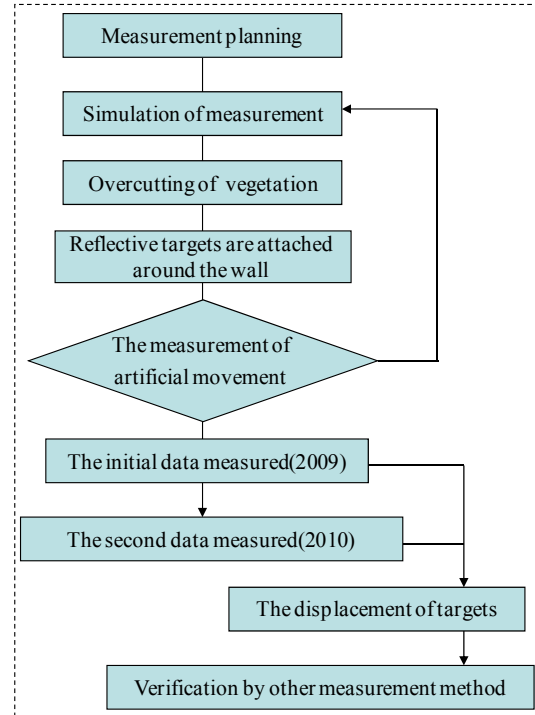 Measurement planning
Simulation of measurement
Overcutting of vegetation
Reflective targets are attached
around the wall
The measurement of
artificial movement
The initial data measured(2009)
The second data measured(2010)
The displacement of targets
Verification by other measurement method